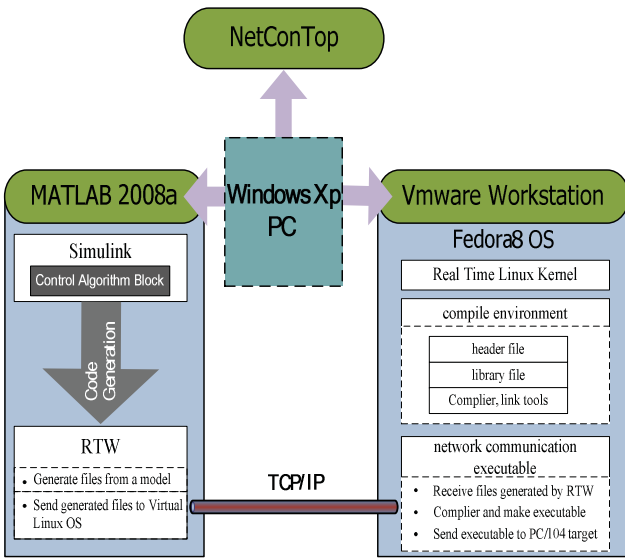 NetConTop
Windows Xp
PC
MATLAB 2008a
Simulink
Control Algorithm Block
Code
Generation
RTW
• Generate files from a model
• Send generated files to Virtual
Linux OS
TCP/IP
Vmware Workstation
Fedora8 OS
Real Time Linux Kernel
compile environment
header file
library file
Complier, link tools
network communication
executable
• Receive files generated by RTW
• Complier and make executable
• Send executable to PC/104 target